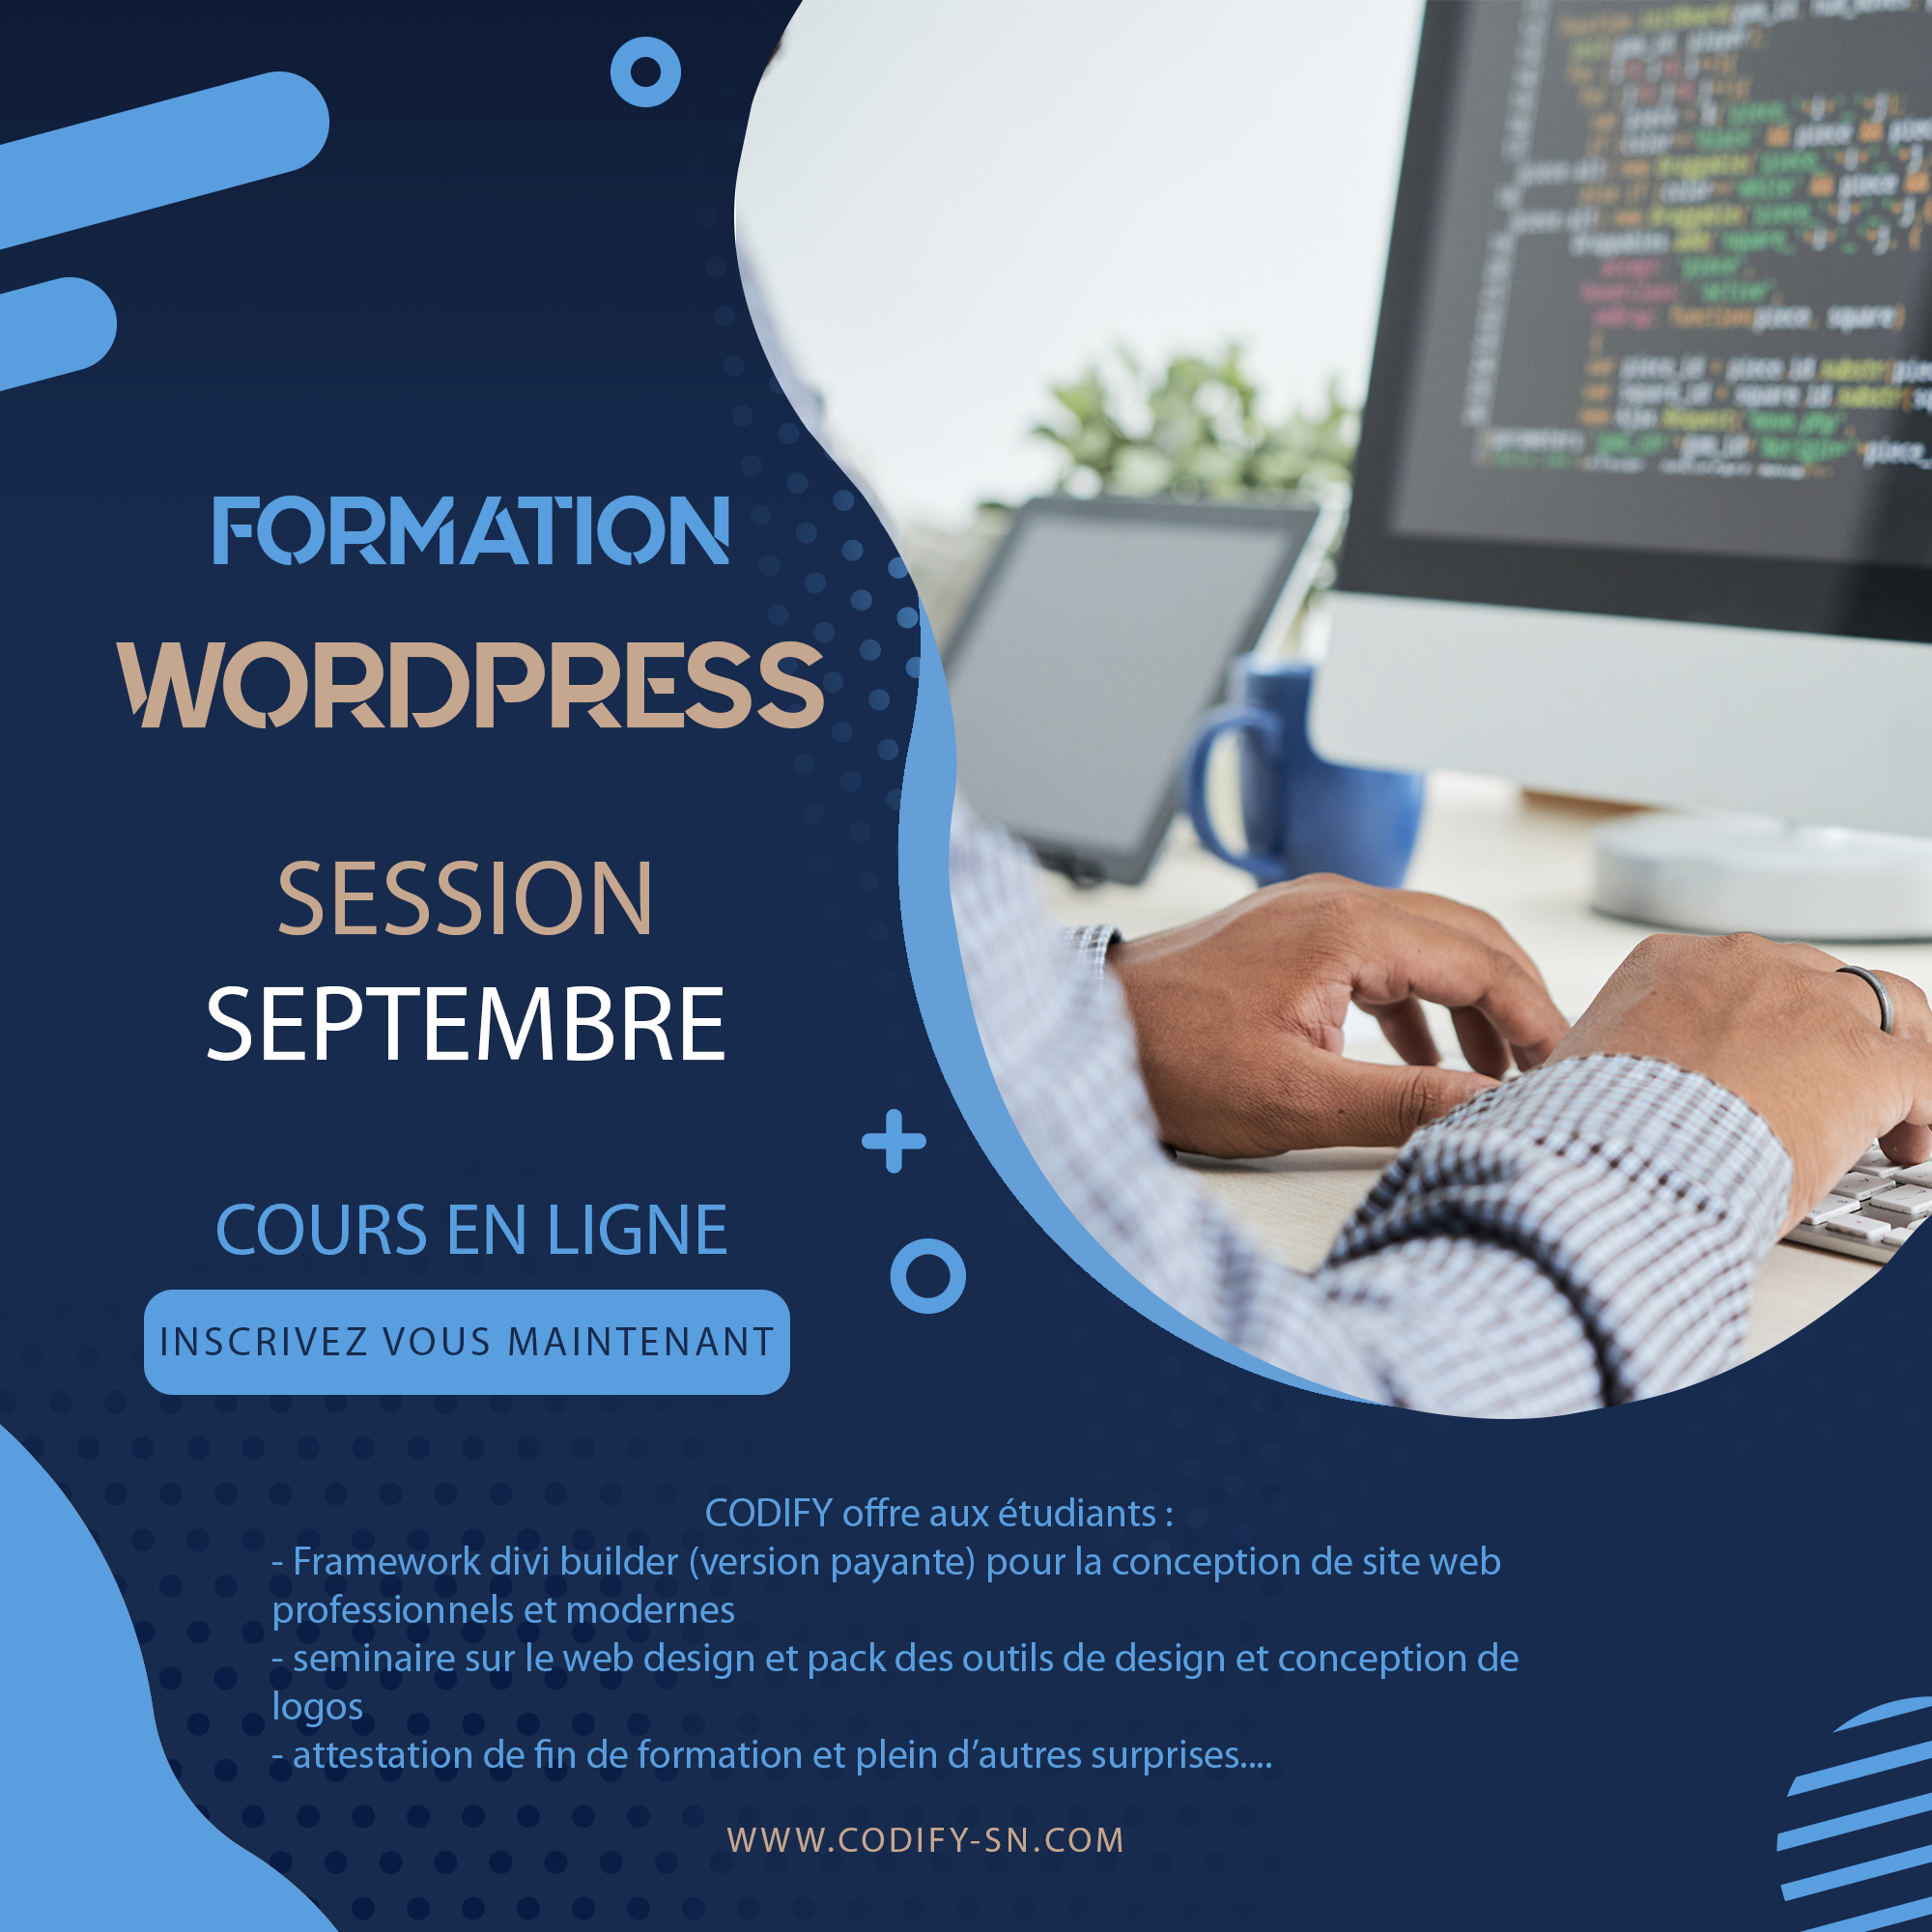 FORMATION
WORDPRESS
SESSION
SEPTEMBRE
COURS EN LIGNE
INSCRIVEZ VOUS MAINTENANT
CODIFY offre aux étudiants :
- Framework divi builder (version payante) pour la conception de site web
professionnels et modernes
- seminaire sur le web design et pack des outils de design et conception de
logos
- attestation de fin de formation et plein d’autres surprises....
WWW.CODIFY-SN.COM